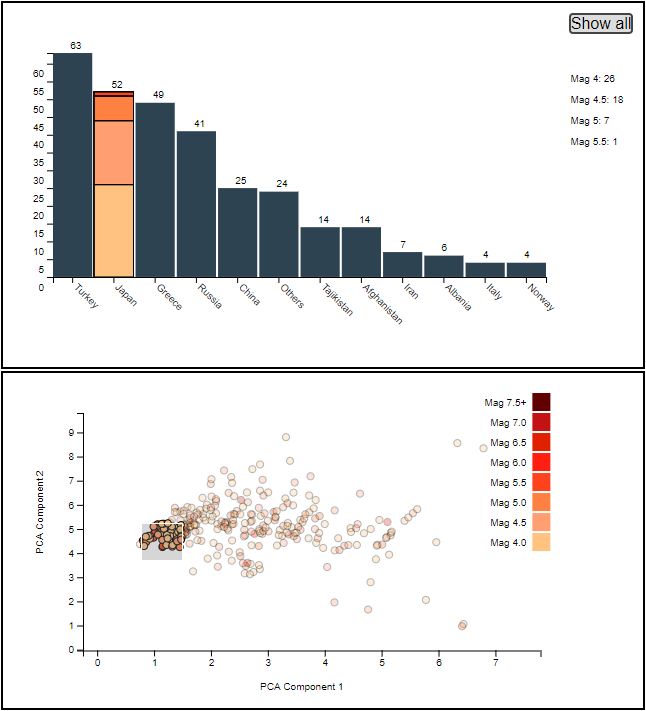 Show all
63
52
49
41
25
24
14
14
7
6
4
4
Mag 4: 26
Mag 4.5: 18
Mag 5: 7
Mag 5.5: 1
60
55
50
45
40
35
30
25
20
15
10
5
0
Turkey
Japan
Greece
Russia
China
Others
Tajikistan
Afghanistan
Iran
Albania
Italy
Norway
Mag 7.5+
Mag 7.0
Mag 6.5
Mag 6.0
Mag 5.5
Mag 5.0
Mag 4.5
Mag 4.0
PCA Component2
9
8
7
6
5
4
3
2
1
0
0 1 2 3 4 5 6 7
PCA Component 1